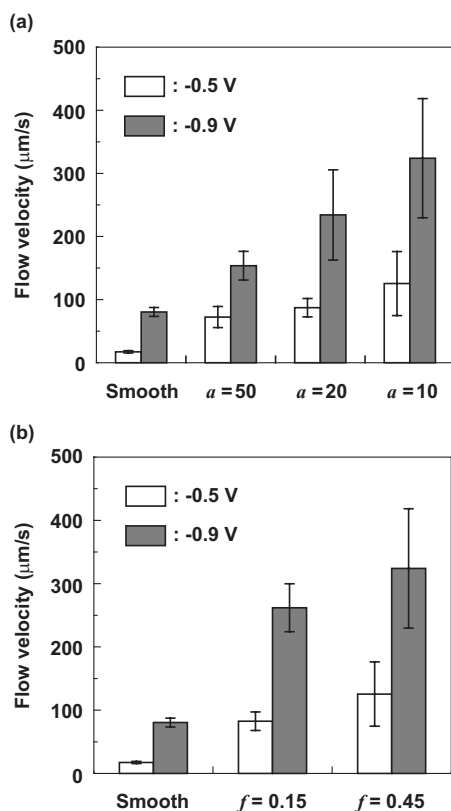 (a)
500
400
300
200
100
0
Flow velocity (μm/s)
: -0.5 V
: -0.9 V
Smooth a = 50 a = 20 a = 10
(b)
500
400
300
200
100
0
Flow velocity (μm/s)
: -0.5 V
: -0.9 V
Smooth f = 0.15 f = 0.45